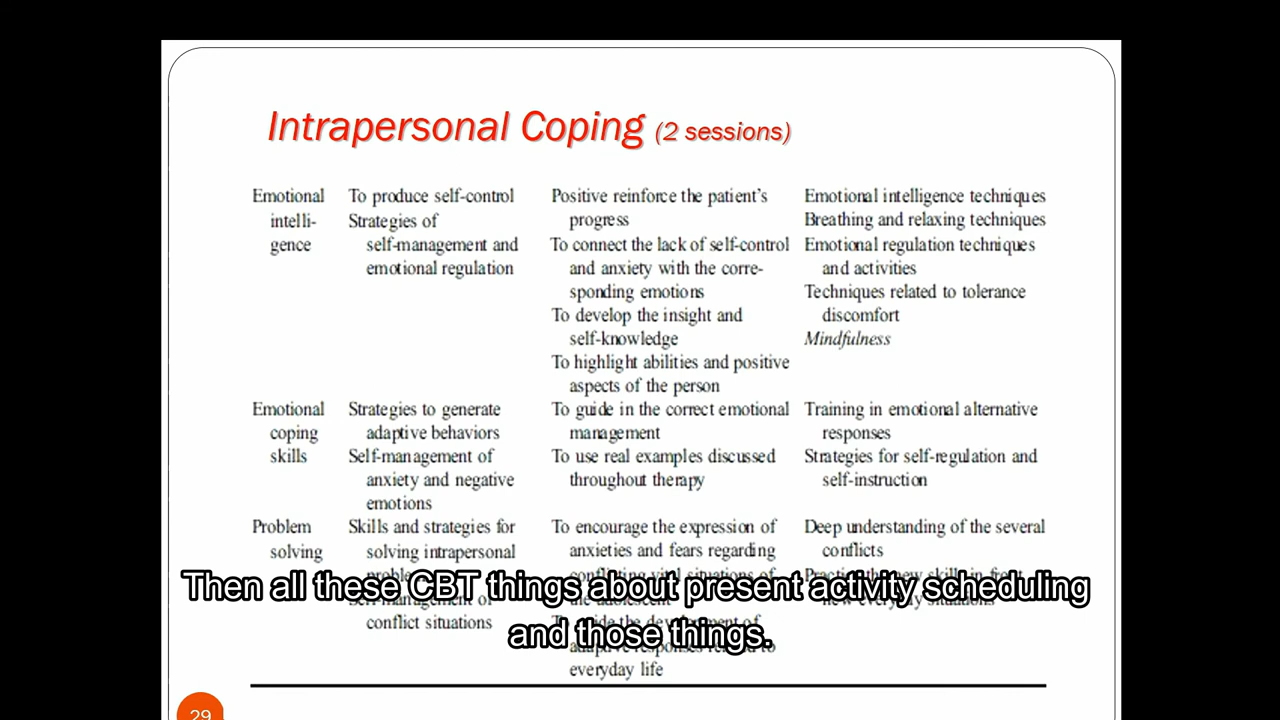 Intrapersonal Coping (2 sessions)
Emotional intelli-gence
To produce self-control
Strategies of self-management and emotional regulation
Positive reinforce the patient's progress
To connect the lack of self-control and anxiety with the corre-sponding emotions
To develop the insight and self-knowledge
To highlight abilities and positive aspects of the person
Emotional intelligence techniques
Breathing and relaxing techniques
Emotional regulation techniques and activities
Techniques related to tolerance discomfort
Mindfulness
Emotional coping skills
Strategies to generate adaptive behaviors
Self-management of anxiety and negative emotions
To guide in the correct emotional management
To use real examples discussed throughout therapy
Training in emotional alternative responses
Strategies for self-regulation and self-instruction
Problem solving
Skills and strategies for solving intrapersonal
conflict situations
To encourage the expression of anxieties and fears regarding
everyday life
Deep understanding of the several conflicts
Then all these CBT things about present activity scheduling
and those things.
29